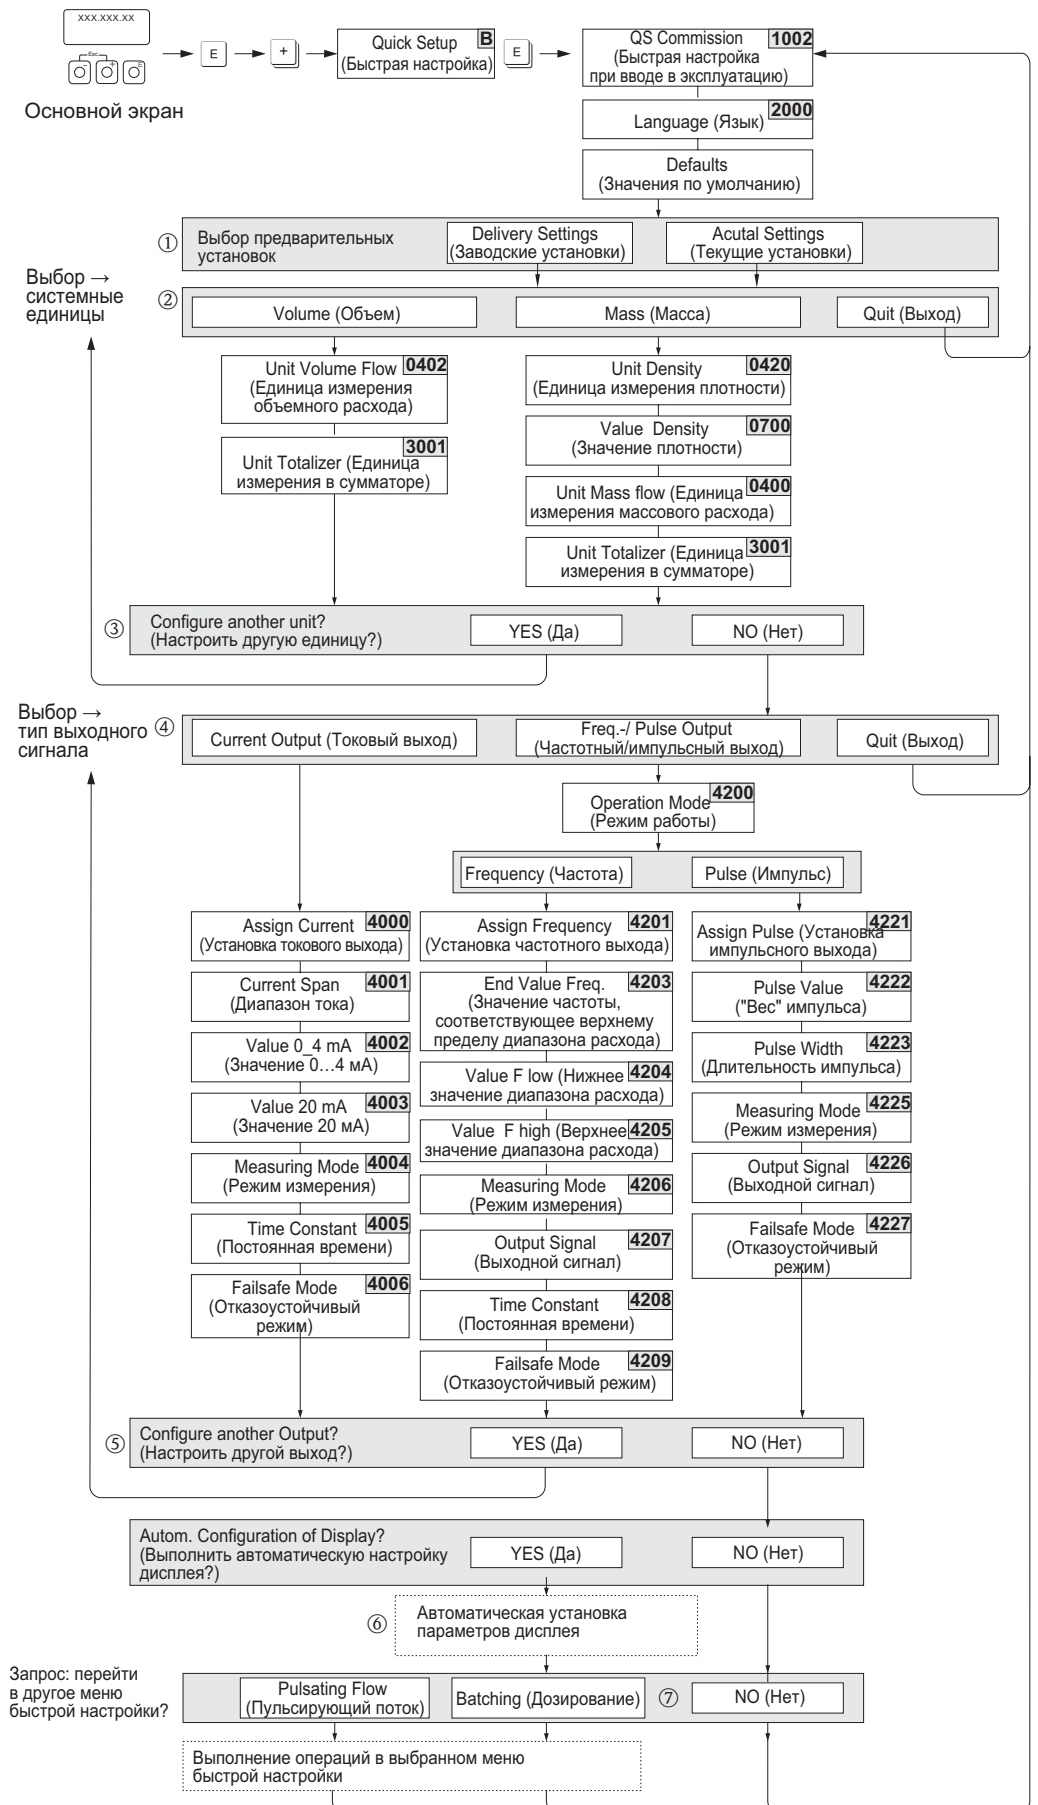 XXX.XXX.XX
Esc
- + E
Основной экран
E
+
Quick Setup B
(Быстрая настройка)
E
QS Commission 1002
(Быстрая настройка
при вводе в эксплуатацию)
Language (Язык) 2000
Defaults
(Значения по умолчанию)
①
Выбор предварительных
установок
Delivery Settings
(Заводские установки)
Acutal Settings
(Текущие установки)
Выбор →
системные
единицы
②
Volume (Объем)
Mass (Масса)
Quit (Выход)
Unit Volume Flow 0402
(Единица измерения
объемного расхода)
3001
Unit Totalizer (Единица
измерения в сумматоре)
Unit Density 0420
(Единица измерения плотности)
Value Density 0700
(Значение плотности)
Unit Mass flow (Единица 0400
измерения массового расхода)
Unit Totalizer (Единица 3001
измерения в сумматоре)
③
Configure another unit?
(Настроить другую единицу?)
YES (Да)
NO (Нет)
Выбор →
тип выходного
сигнала
④
Current Output (Токовый выход)
Freq.-/ Pulse Output
(Частотный/импульсный выход)
Quit (Выход)
4200
Operation Mode
(Режим работы)
Frequency (Частота)
Pulse (Импульс)
Assign Current 4000
(Установка токового выхода)
Current Span 4001
(Диапазон тока)
Value 0_4 mA 4002
(Значение 0…4 мА)
Value 20 mA 4003
(Значение 20 мА)
Measuring Mode 4004
(Режим измерения)
Time Constant 4005
(Постоянная времени)
Failsafe Mode 4006
(Отказоустойчивый
режим)
Assign Frequency 4201
(Установка частотного выхода)
End Value Freq. 4203
(Значение частоты,
соответствующее верхнему
пределу диапазона расхода)
Value F low (Нижнее 4204
значение диапазона расхода)
Value F high (Верхнее 4205
значение диапазона расхода)
Measuring Mode 4206
(Режим измерения)
Output Signal 4207
(Выходной сигнал)
Time Constant 4208
(Постоянная времени)
Failsafe Mode 4209
(Отказоустойчивый режим)
4221
Assign Pulse (Установка
импульсного выхода)
Pulse Value 4222
("Вес" импульса)
Pulse Width 4223
(Длительность импульса)
Measuring Mode 4225
(Режим измерения)
Output Signal 4226
(Выходной сигнал)
Failsafe Mode 4227
(Отказоустойчивый
режим)
⑤
Configure another Output?
(Настроить другой выход?)
YES (Да)
NO (Нет)
Autom. Configuration of Display?
(Выполнить автоматическую настройку
дисплея?)
YES (Да)
NO (Нет)
⑥
Автоматическая установка
параметров дисплея
Запрос: перейти
в другое меню
быстрой настройки?
Pulsating Flow
(Пульсирующий поток)
Batching (Дозирование)
⑦
NO (Нет)
Выполнение операций в выбранном меню
быстрой настройки